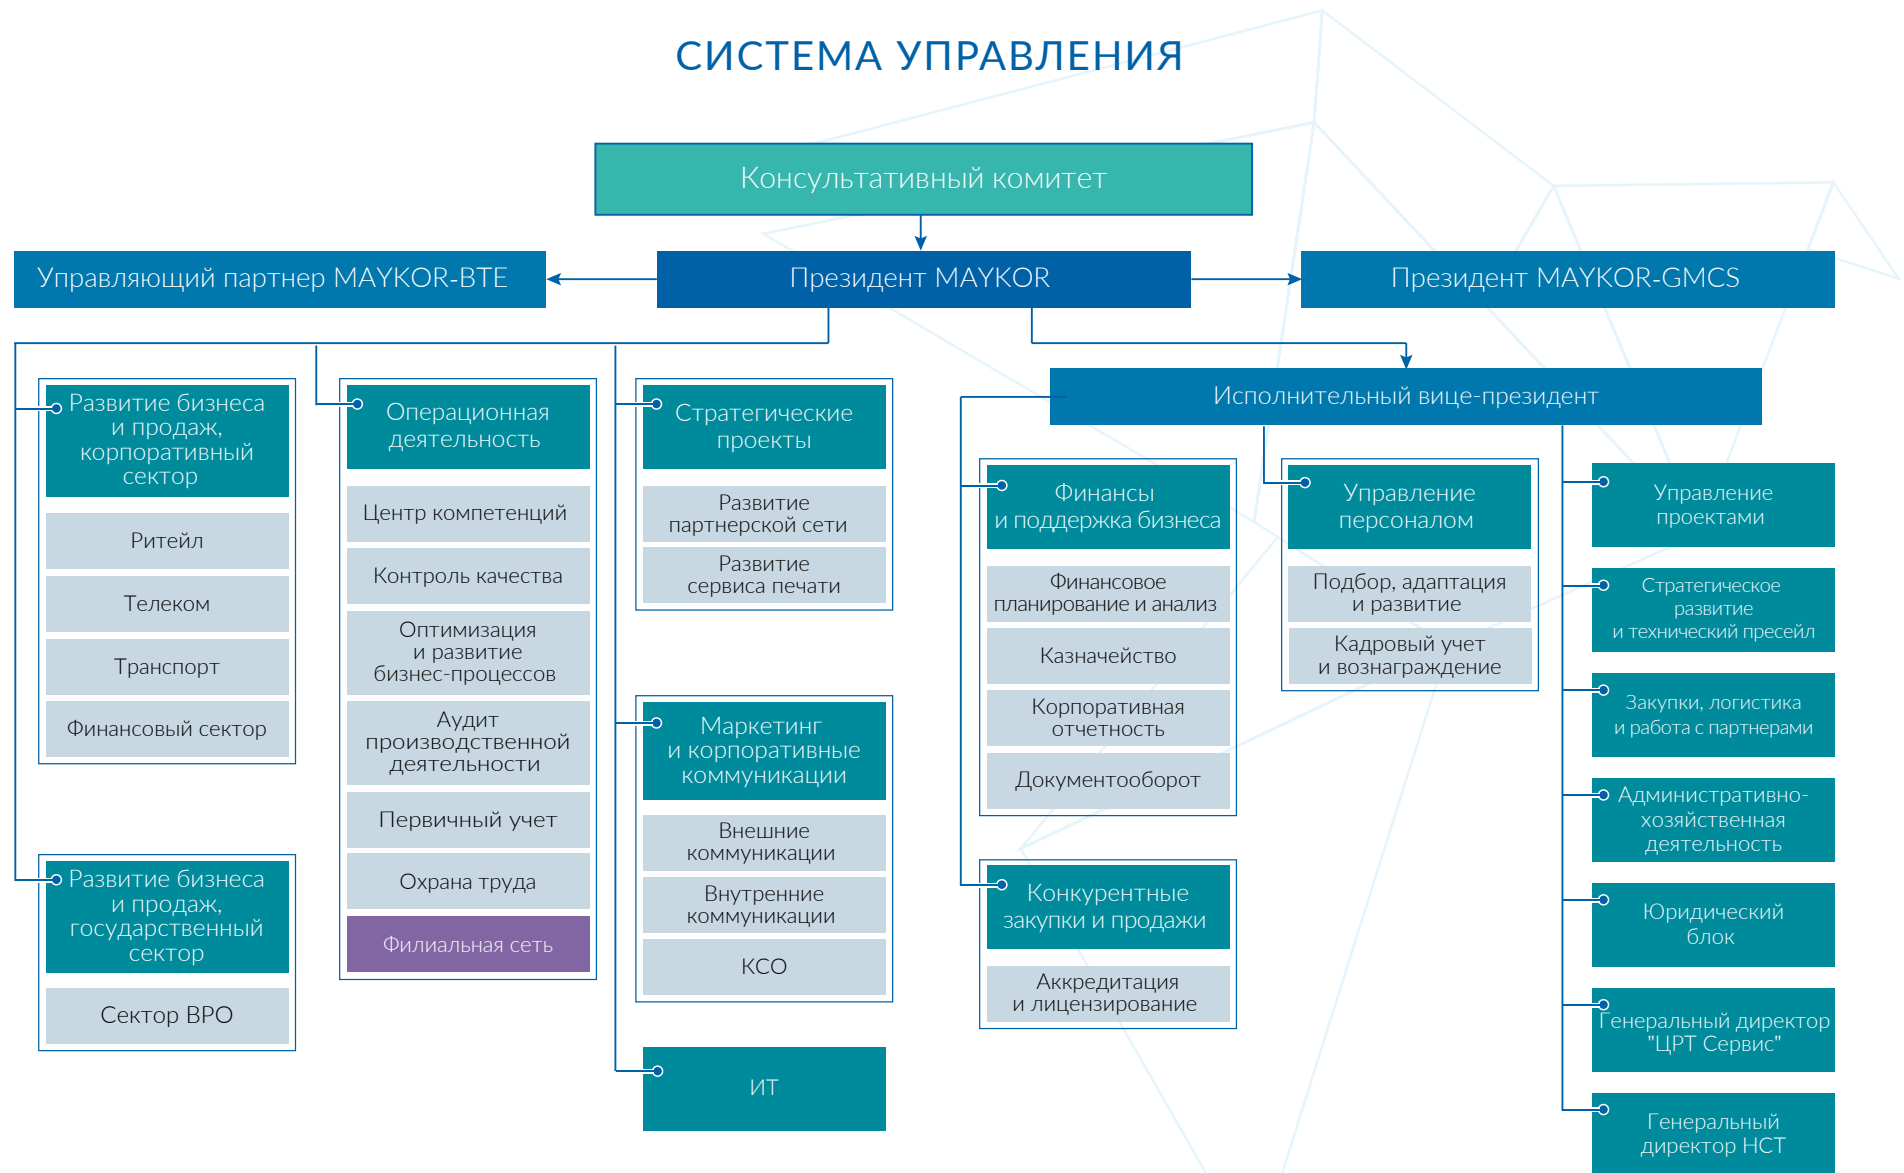 СИСТЕМА УПРАВЛЕНИЯ
Консультативный комитет
Управляющий партнер MAYKOR-BTE
Президент MAYKOR
Президент MAYKOR-GMCS
Исполнительный вице-президент
Развитие бизнеса
и продаж,
корпоративный
сектор
Ритейл
Телеком
Транспорт
Финансовый сектор
Развитие бизнеса
и продаж,
государственный
сектор
Сектор ВРО
Операционная
деятельность
Центр компетенций
Контроль качества
Оптимизация
и развитие
бизнес-процессов
Аудит
производственной
деятельности
Первичный учет
Охрана труда
Филиальная сеть
Стратегические
проекты
Развитие
партнерской сети
Развитие
сервиса печати
Маркетинг
и корпоративные
коммуникации
Внешние
коммуникации
Внутренние
коммуникации
КСО
ИТ
Финансы
и поддержка бизнеса
Финансовое
планирование и анализ
Казначейство
Корпоративная
отчетность
Документооборот
Конкурентные
закупки и продажи
Аккредитация
и лицензирование
Управление
персоналом
Подбор, адаптация
и развитие
Кадровый учет
и вознаграждение
Управление
проектами
Стратегическое
развитие
и технический пресейл
Закупки, логистика
и работа с партнерами
Административно-
хозяйственная
деятельность
Юридический
блок
Генеральный директор
"ЦРТ Сервис"
Генеральный
директор НСТ